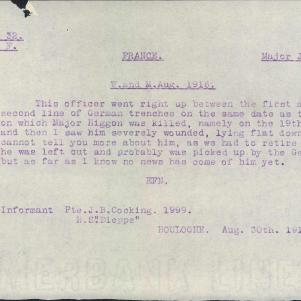 32.
F.
FRANCE. Major J
W.and M.Aug. 1916.
This officer went right up between the first a
second line of German trenches on the same date as t
on which Major Higgon was killed, namely on the 19th
and then I saw him severely wounded, lying flat down
cannot tell you more about him, as we had to retire
he was left out and probably was picked up by the Ge
but as far as I know no news has come of him yet.
Informant Pte.J.B.Cocking. 1999.
H.S"Dieppe"
BOULOGNE. Aug. 30th. 191